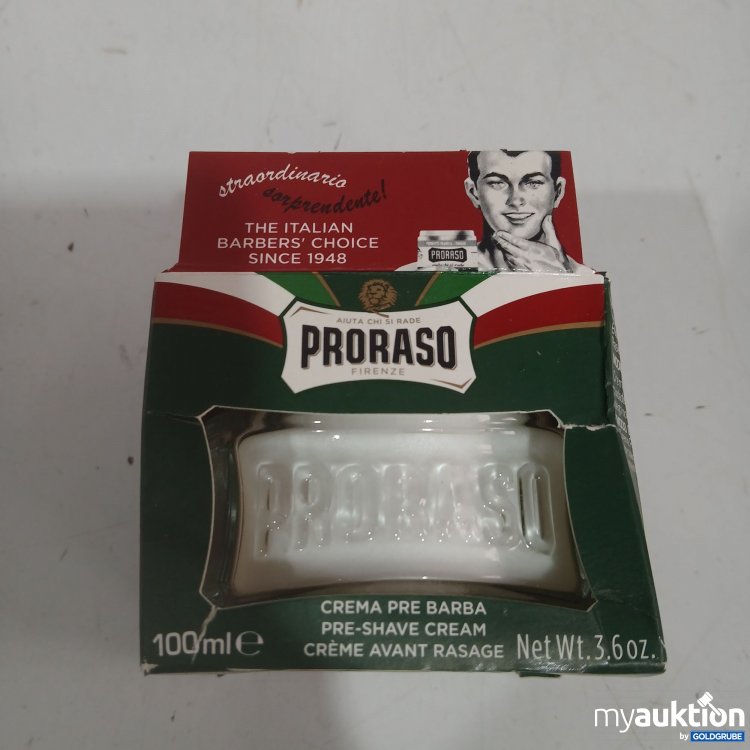 straordinario
sorprendente!
THE ITALIAN
BARBERS' CHOICE
SINCE 1948
PRORASO
AIUTA CHI SI RADE
PRORASO
FIRENZE
PRORASO
CREMA PRE BARBA
PRE-SHAVE CREAM
100ml e CRÈME AVANT RASAGE Net Wt. 3.6 oz.
myauktion
by GOLDGRUBE